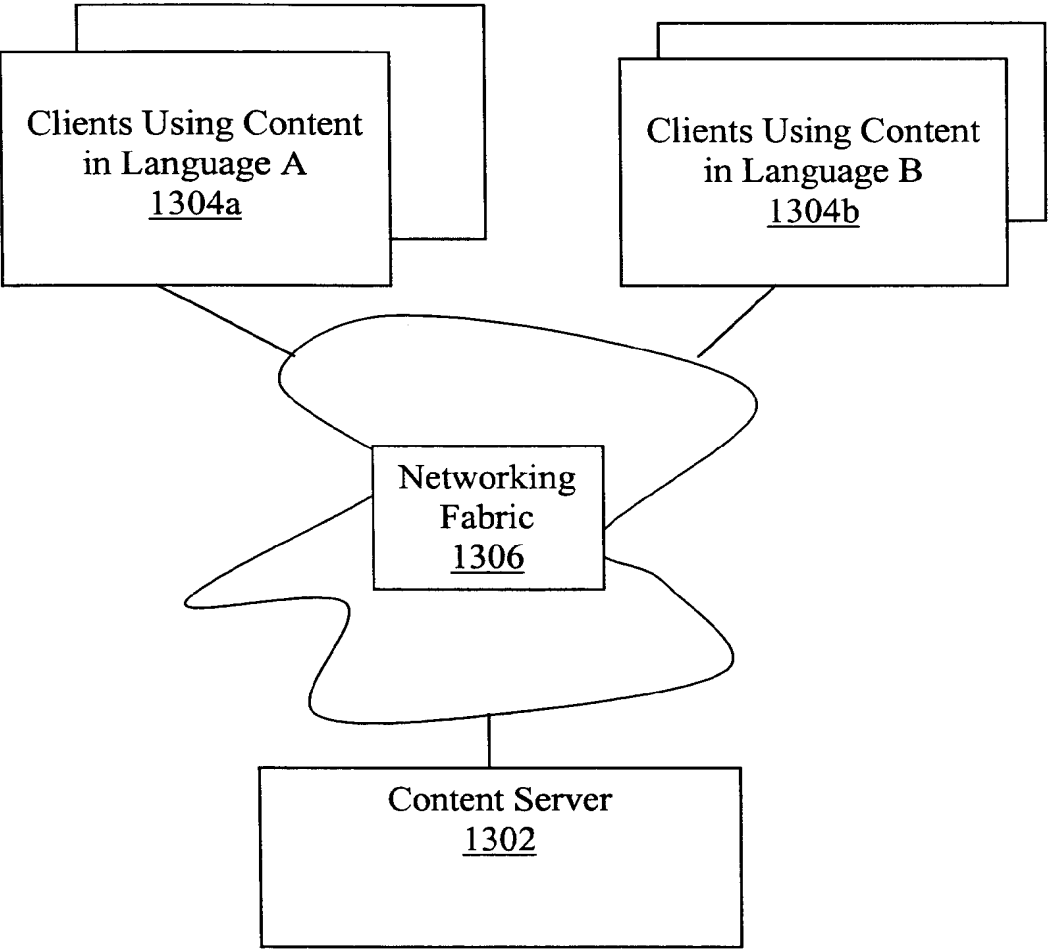 Clients Using Content
in Language A
1304a
Clients Using Content
in Language B
1304b
Networking
Fabric
1306
Content Server
1302